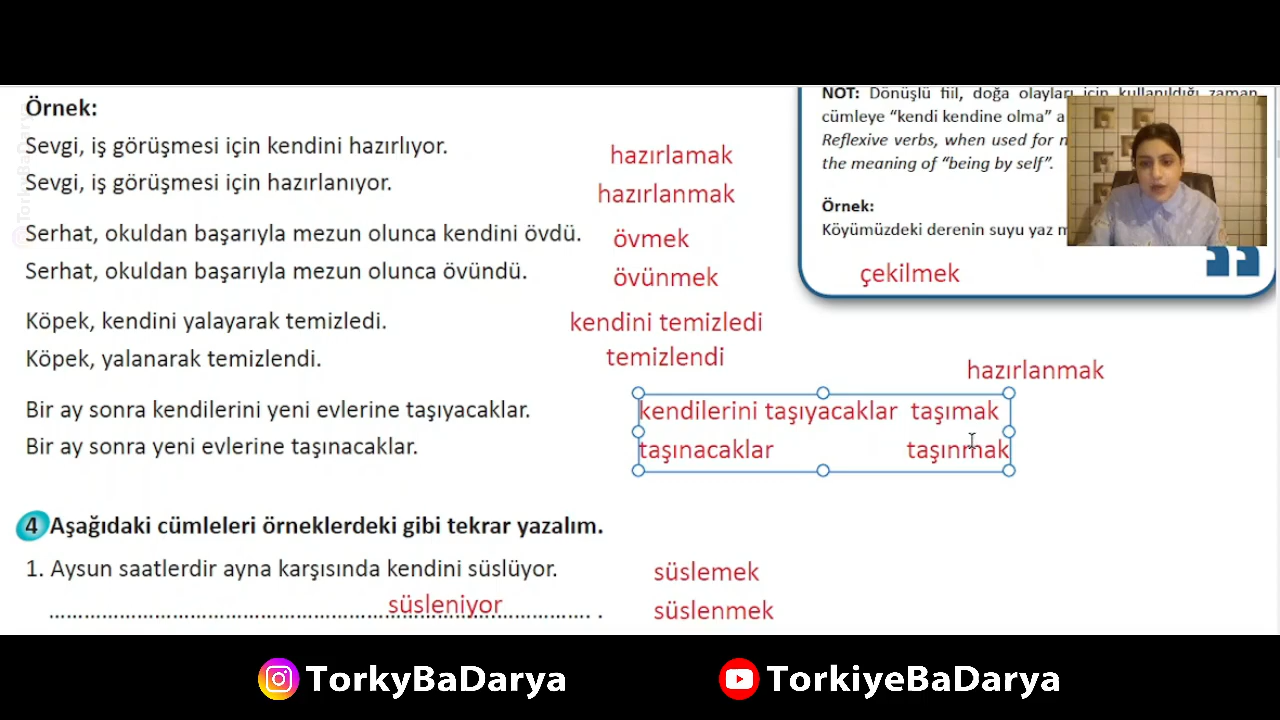 Örnek:
Sevgi, iş görüşmesi için kendini hazırlıyor.
Sevgi, iş görüşmesi için hazırlanıyor.
Serhat, okuldan başarıyla mezun olunca kendini övdü.
Serhat, okuldan başarıyla mezun olunca övündü.
Köpek, kendini yalayarak temizledi.
Köpek, yalanarak temizlendi.
Bir ay sonra kendilerini yeni evlerine taşıyacaklar.
Bir ay sonra yeni evlerine taşınacaklar.
hazırlamak
hazırlanmak
övmek
övünmek
kendini temizledi
temizlendi
hazırlanmak
kendilerini taşıyacaklar taşımak
taşınacaklar taşınmak
NOT: Dönüşlü fiil, doğa olayları için kullanıldığı zaman
cümleye “kendi kendine olma” a
Reflexive verbs, when used for n
the meaning of “being by self”.
Örnek:
Köyümüzdeki derenin suyu yaz
çekilmek
4 Aşağıdaki cümleleri örneklerdeki gibi tekrar yazalım.
1. Aysun saatlerdir ayna karşısında kendini süslüyor.
süslemek
süsleniyor
süslenmek
TorkyBaDarya
TorkiyeBaDarya